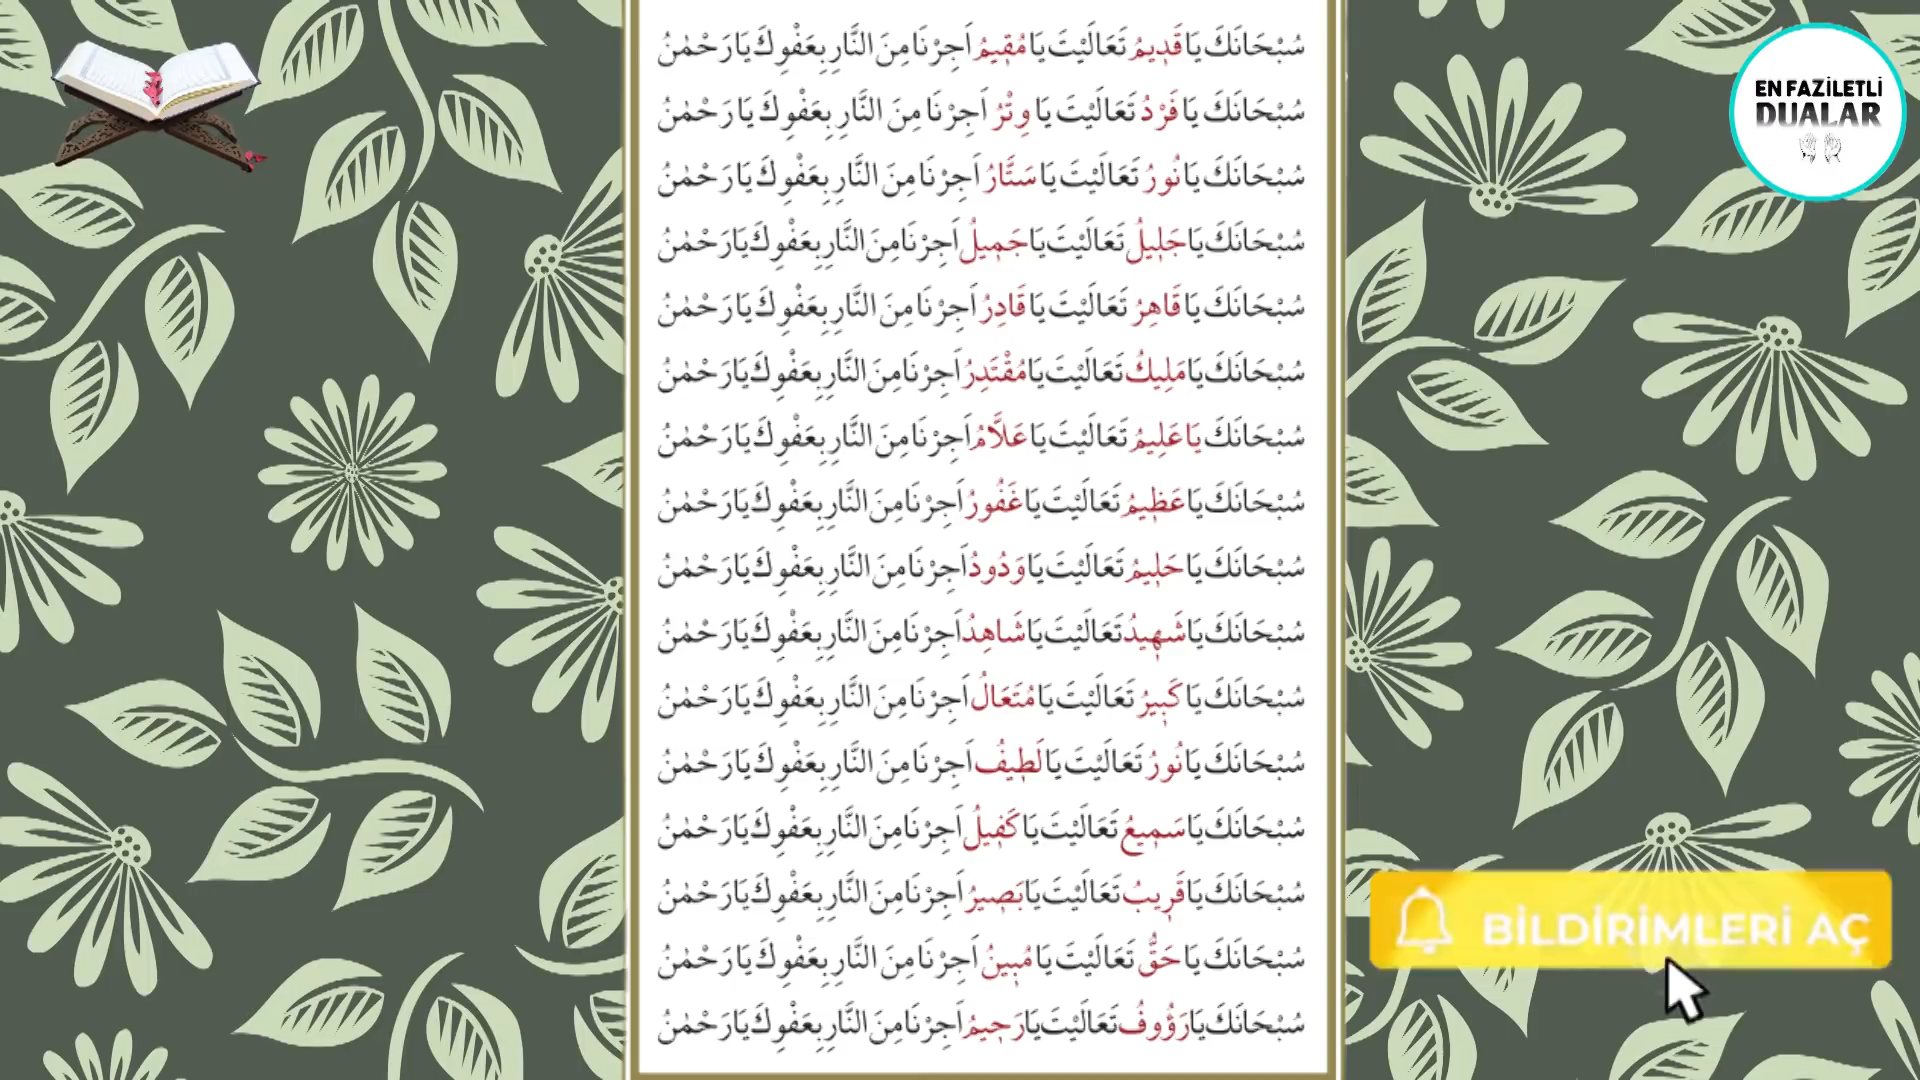 سُبْحَانَكَ يَا قَدِيمُ تَعَالَيْتَ يَا مُقِيمُ اَجِرْنَا مِنَ النَّارِ بِعَفْوِكَ يَا رَحْمٰنُ
سُبْحَانَكَ يَا فَرْدُ تَعَالَيْتَ يَا وِتْرُ اَجِرْنَا مِنَ النَّارِ بِعَفْوِكَ يَا رَحْمٰنُ
سُبْحَانَكَ يَا نُورُ تَعَالَيْتَ يَا سَتَّارُ اَجِرْنَا مِنَ النَّارِ بِعَفْوِكَ يَا رَحْمٰنُ
سُبْحَانَكَ يَا جَلِيلُ تَعَالَيْتَ يَا جَمِيلُ اَجِرْنَا مِنَ النَّارِ بِعَفْوِكَ يَا رَحْمٰنُ
سُبْحَانَكَ يَا قَاهِرُ تَعَالَيْتَ يَا قَادِرُ اَجِرْنَا مِنَ النَّارِ بِعَفْوِكَ يَا رَحْمٰنُ
سُبْحَانَكَ يَا مَلِيكُ تَعَالَيْتَ يَا مُقْتَدِرُ اَجِرْنَا مِنَ النَّارِ بِعَفْوِكَ يَا رَحْمٰنُ
سُبْحَانَكَ يَا عَلِيمُ تَعَالَيْتَ يَا عَلَّامُ اَجِرْنَا مِنَ النَّارِ بِعَفْوِكَ يَا رَحْمٰنُ
سُبْحَانَكَ يَا عَظِيمُ تَعَالَيْتَ يَا غَفُورُ اَجِرْنَا مِنَ النَّارِ بِعَفْوِكَ يَا رَحْمٰنُ
سُبْحَانَكَ يَا حَلِيمُ تَعَالَيْتَ يَا وَدُودُ اَجِرْنَا مِنَ النَّارِ بِعَفْوِكَ يَا رَحْمٰنُ
سُبْحَانَكَ يَا شَهِيدُ تَعَالَيْتَ يَا شَاهِدُ اَجِرْنَا مِنَ النَّارِ بِعَفْوِكَ يَا رَحْمٰنُ
سُبْحَانَكَ يَا كَبِيرُ تَعَالَيْتَ يَا مُتَعَالُ اَجِرْنَا مِنَ النَّارِ بِعَفْوِكَ يَا رَحْمٰنُ
سُبْحَانَكَ يَا نُورُ تَعَالَيْتَ يَا لَطِيفُ اَجِرْنَا مِنَ النَّارِ بِعَفْوِكَ يَا رَحْمٰنُ
سُبْحَانَكَ يَا سَمِيعُ تَعَالَيْتَ يَا كَفِيلُ اَجِرْنَا مِنَ النَّارِ بِعَفْوِكَ يَا رَحْمٰنُ
سُبْحَانَكَ يَا قَرِيبُ تَعَالَيْتَ يَا بَصِيرُ اَجِرْنَا مِنَ النَّارِ بِعَفْوِكَ يَا رَحْمٰنُ
سُبْحَانَكَ يَا حَقُّ تَعَالَيْتَ يَا مُبِينُ اَجِرْنَا مِنَ النَّارِ بِعَفْوِكَ يَا رَحْمٰنُ
سُبْحَانَكَ يَا رَؤُوفُ تَعَالَيْتَ يَا رَحِيمُ اَجِرْنَا مِنَ النَّارِ بِعَفْوِكَ يَا رَحْمٰنُ
EN FAZİLETLİ
DUALAR
BİLDİRİMLERİ AÇ